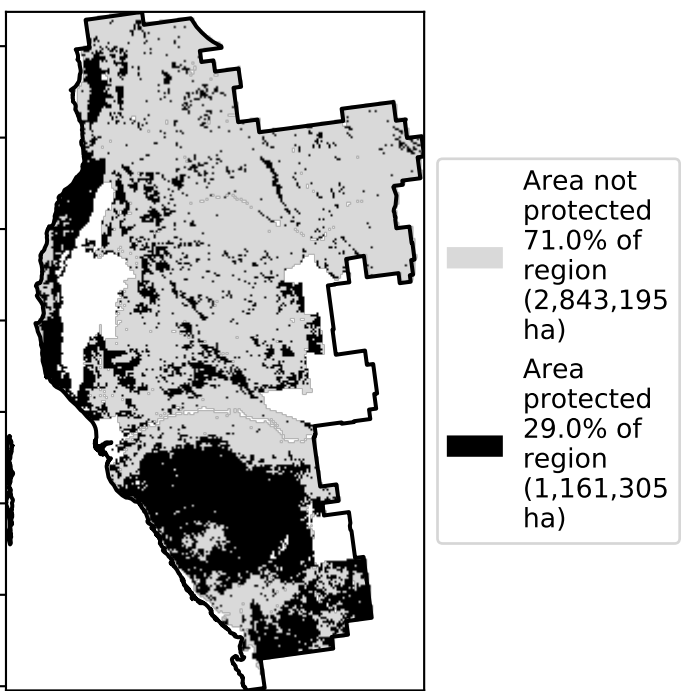 Area not
protected
71.0% of
region
(2,843,195
ha)
Area
protected
29.0% of
region
(1,161,305
ha)